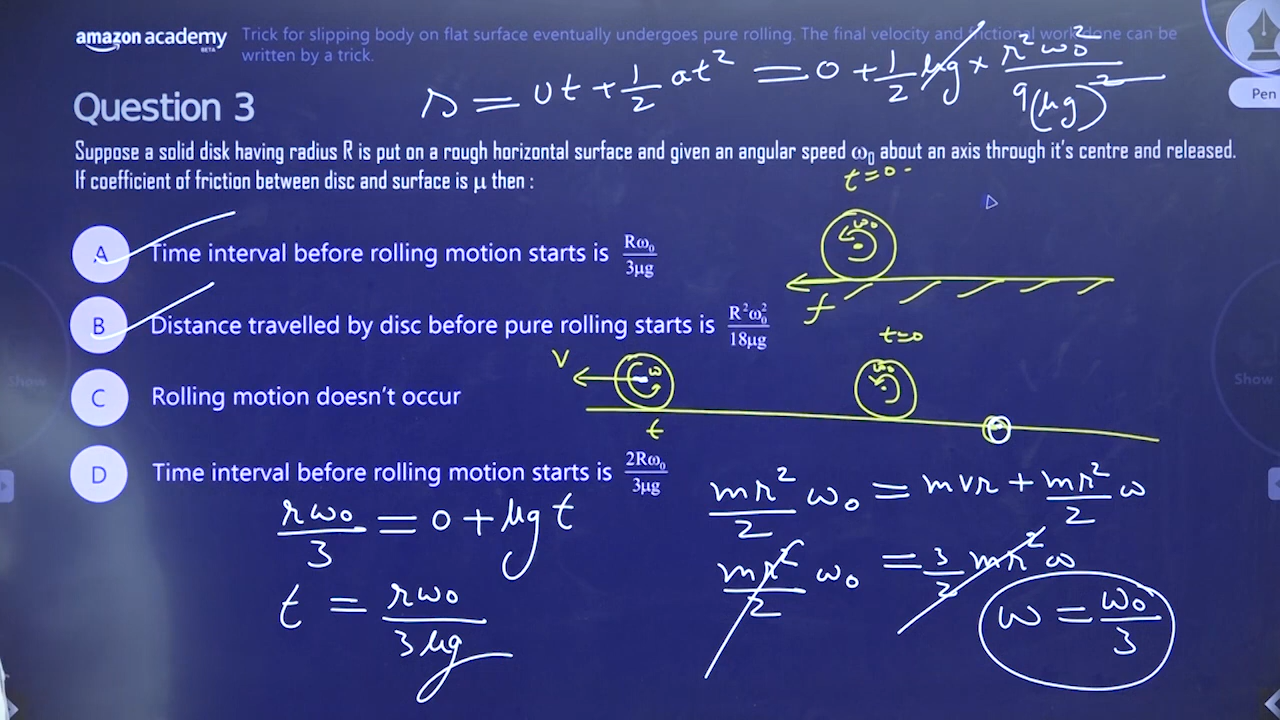 amazon academy
BETA
Trick for slipping body on flat surface eventually undergoes pure rolling. The final velocity and frictional work done can be
written by a trick.
s = ut + 1/2 at² = 0 + 1/2 μg × r²ω₀²/9(μg)²
Pen
Question 3
Suppose a solid disk having radius R is put on a rough horizontal surface and given an angular speed ω₀ about an axis through it's centre and released.
If coefficient of friction between disc and surface is μ then :
t=0
ω₀
f
A Time interval before rolling motion starts is Rω₀/3μg
B Distance travelled by disc before pure rolling starts is R²ω₀²/18μg
t=0
V
ω
ω₀
t
Show
Show
C Rolling motion doesn't occur
D Time interval before rolling motion starts is 2Rω₀/3μg
rω₀/3 = 0 + μgt
t = rω₀/3μg
mr²/2 ω₀ = mvr + mr²/2 ω
mr²/2 ω₀ = 3/2 mr² ω
ω = ω₀/3